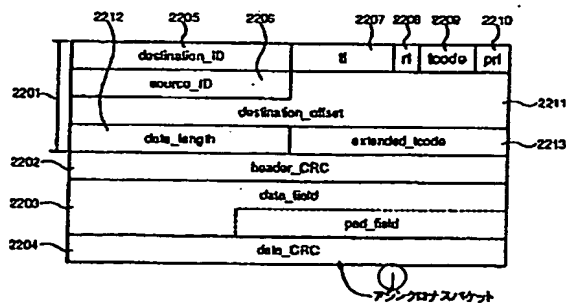 2212 2205 2206 2207 2208 2209 2210
destination_ID tl rt tcode pri
source_ID
2201
destination_offset 2211
data_length extended_tcode 2213
2202 header_CRC
data_field
2203
pad_field
2204 data_CRC
アシンクロナスパケット